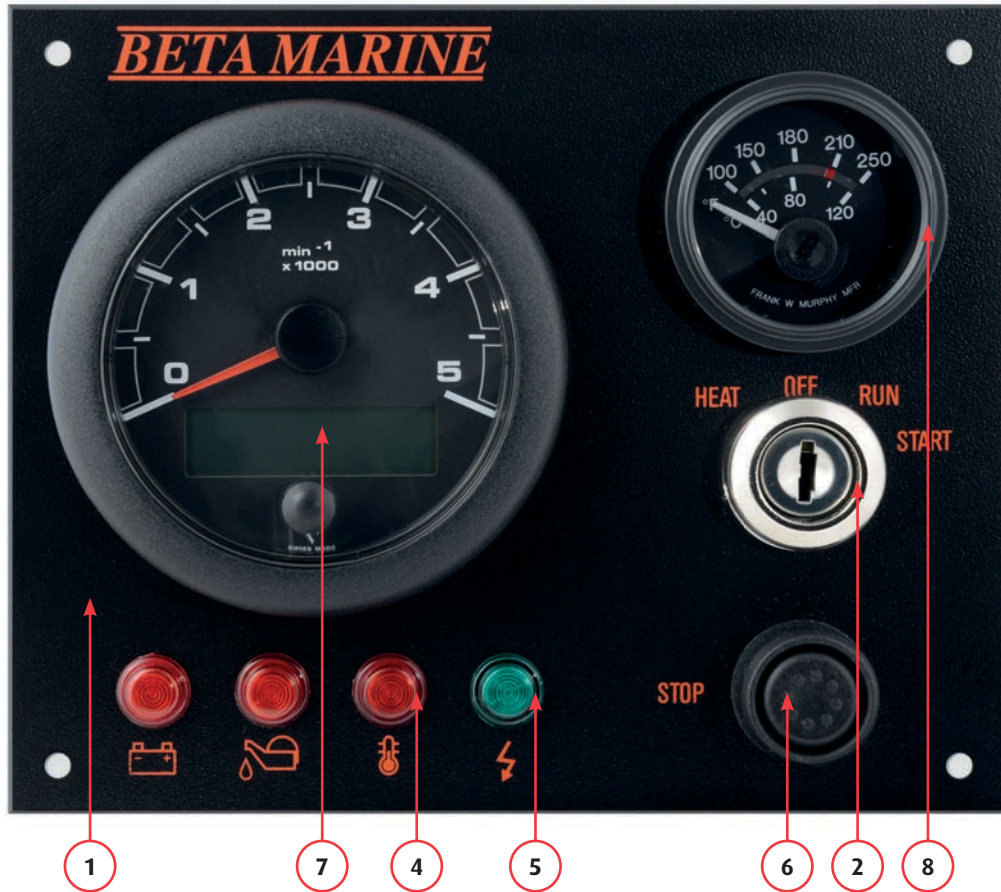 BETA MARINE
2 3
min -1
x 1000
1 4
0 5
SWISS MADE
100 150 180 210 250
°F
°C 40 80 120
FRANK W MURPHY MFR
HEAT OFF RUN
START
STOP
- +
1 7 4 5 6 2 8